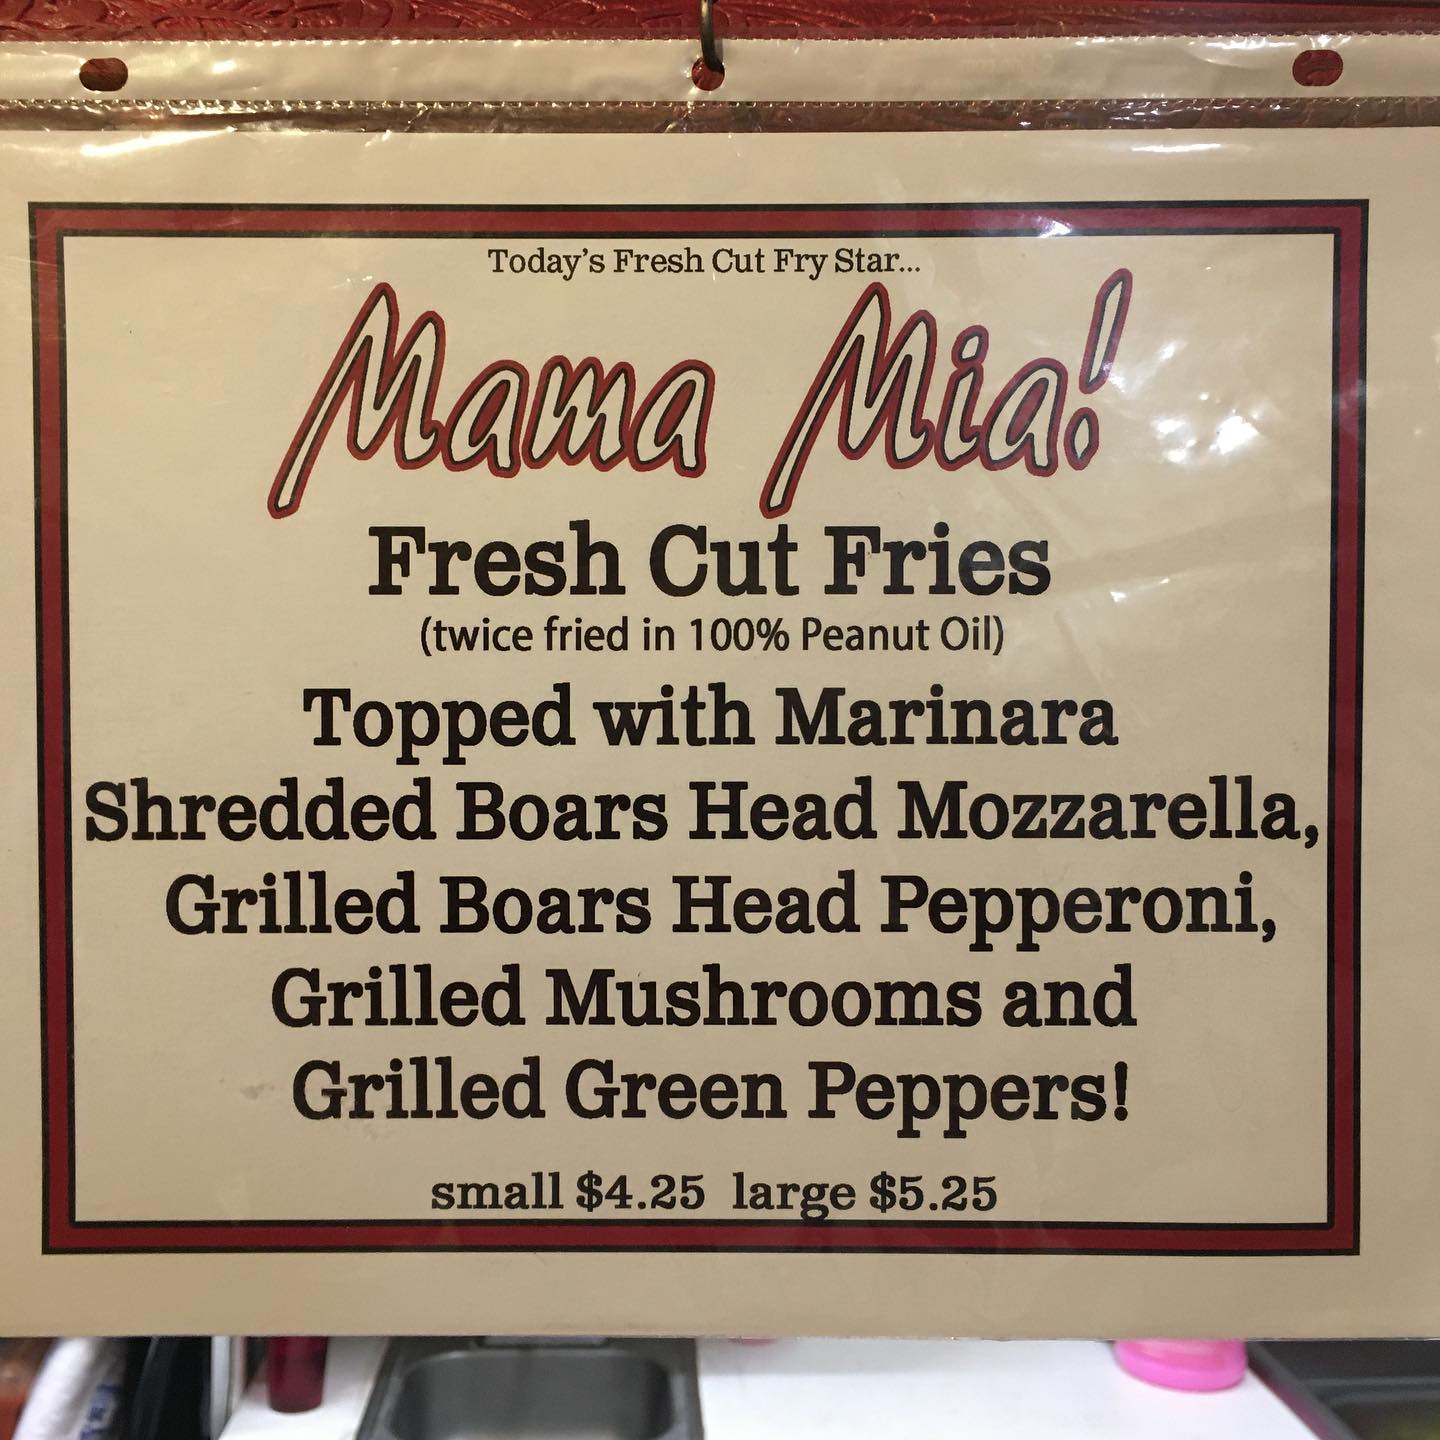 Today's Fresh Cut Fry Star...
Mama Mia!
Fresh Cut Fries
(twice fried in 100% Peanut Oil)
Topped with Marinara
Shredded Boars Head Mozzarella,
Grilled Boars Head Pepperoni,
Grilled Mushrooms and
Grilled Green Peppers!
small $4.25 large $5.25